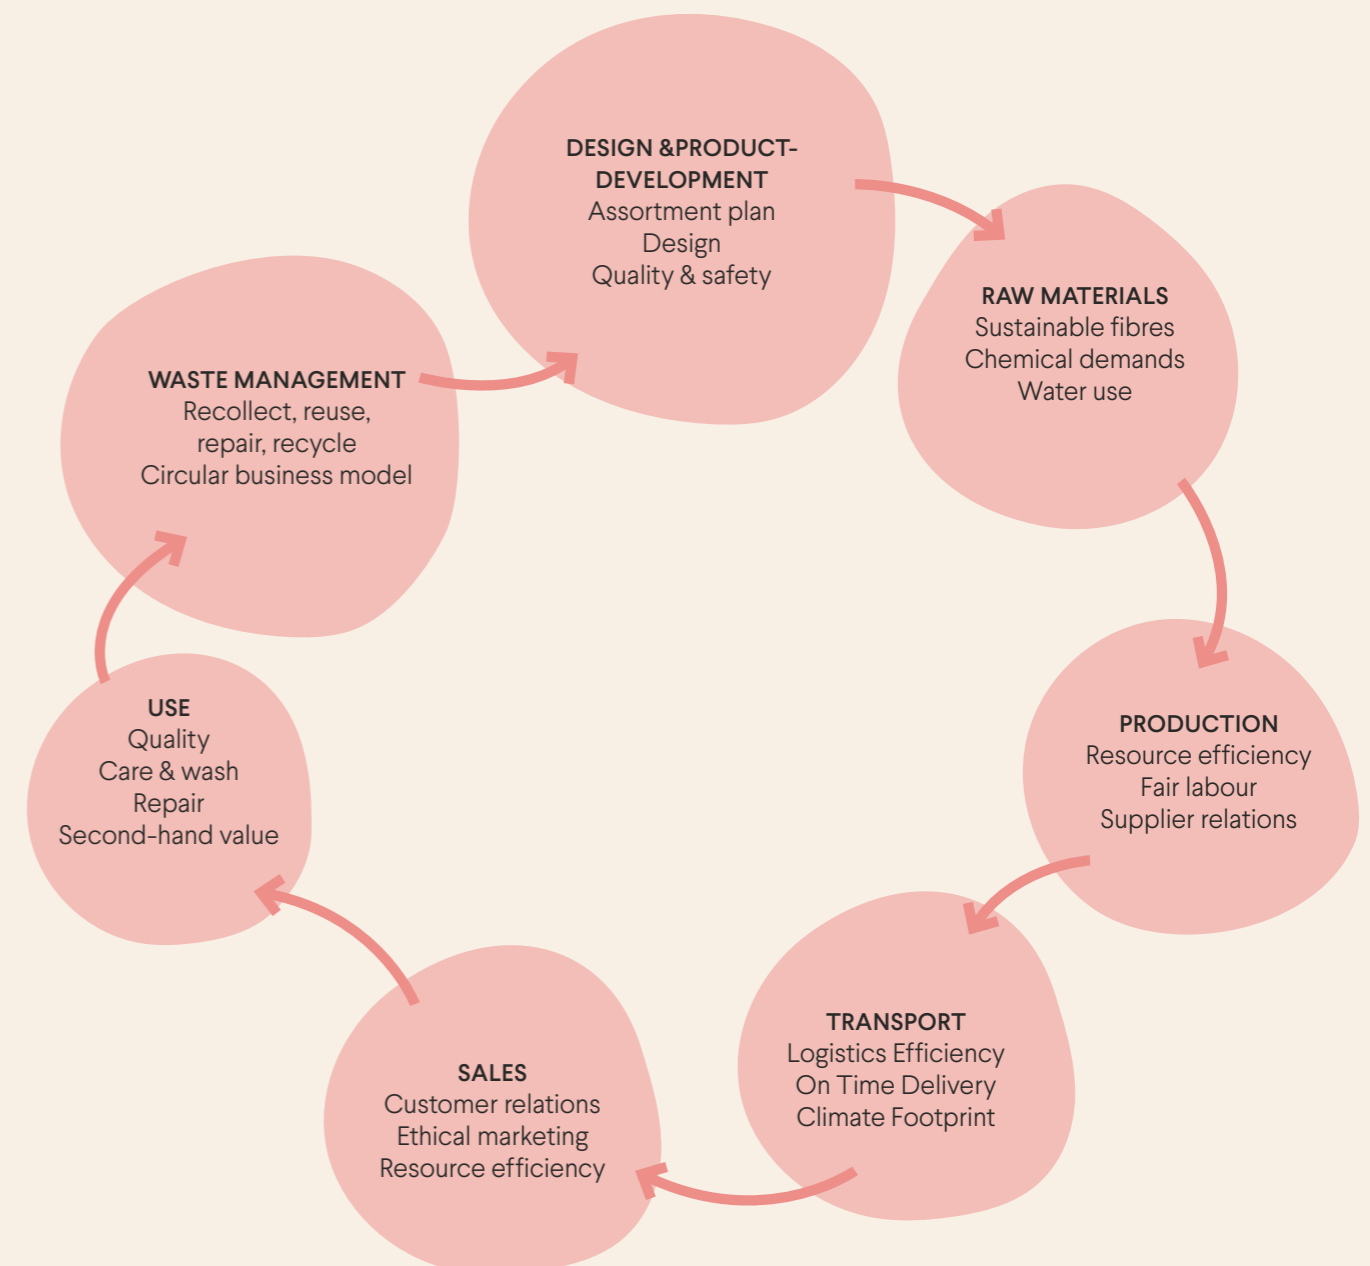 DESIGN &PRODUCT-
DEVELOPMENT
Assortment plan
Design
Quality & safety
RAW MATERIALS
Sustainable fibres
Chemical demands
Water use
PRODUCTION
Resource efficiency
Fair labour
Supplier relations
TRANSPORT
Logistics Efficiency
On Time Delivery
Climate Footprint
SALES
Customer relations
Ethical marketing
Resource efficiency
USE
Quality
Care & wash
Repair
Second-hand value
WASTE MANAGEMENT
Recollect, reuse,
repair, recycle
Circular business model